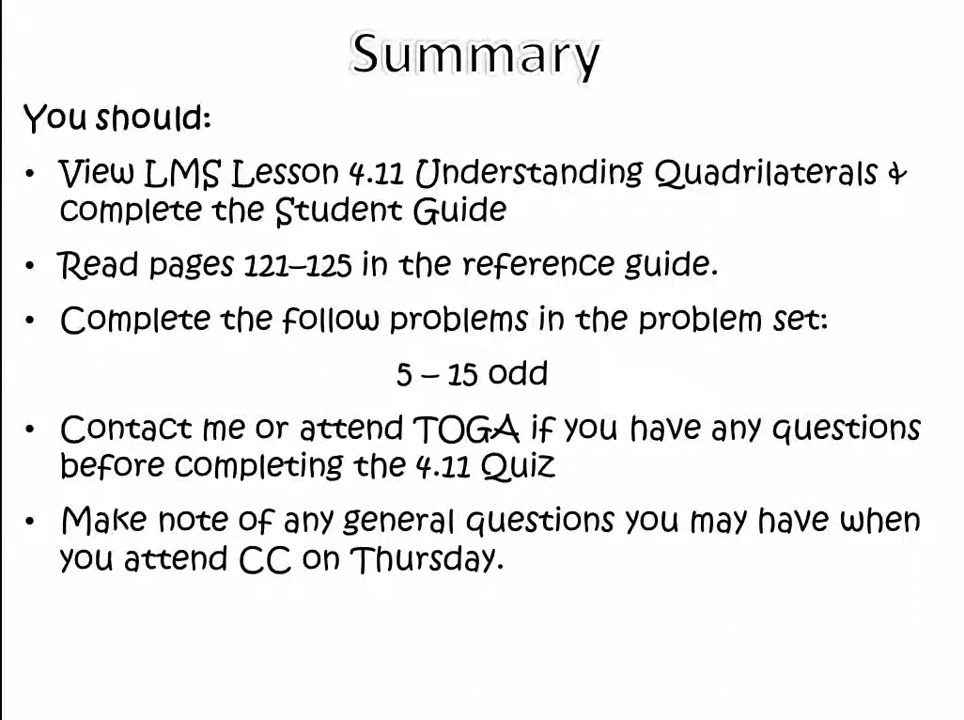 Summary
You should:
• View LMS Lesson 4.11 Understanding Quadrilaterals &
complete the Student Guide
• Read pages 121–125 in the reference guide.
• Complete the follow problems in the problem set:
5 – 15 odd
• Contact me or attend TOGA if you have any questions
before completing the 4.11 Quiz
• Make note of any general questions you may have when
you attend CC on Thursday.